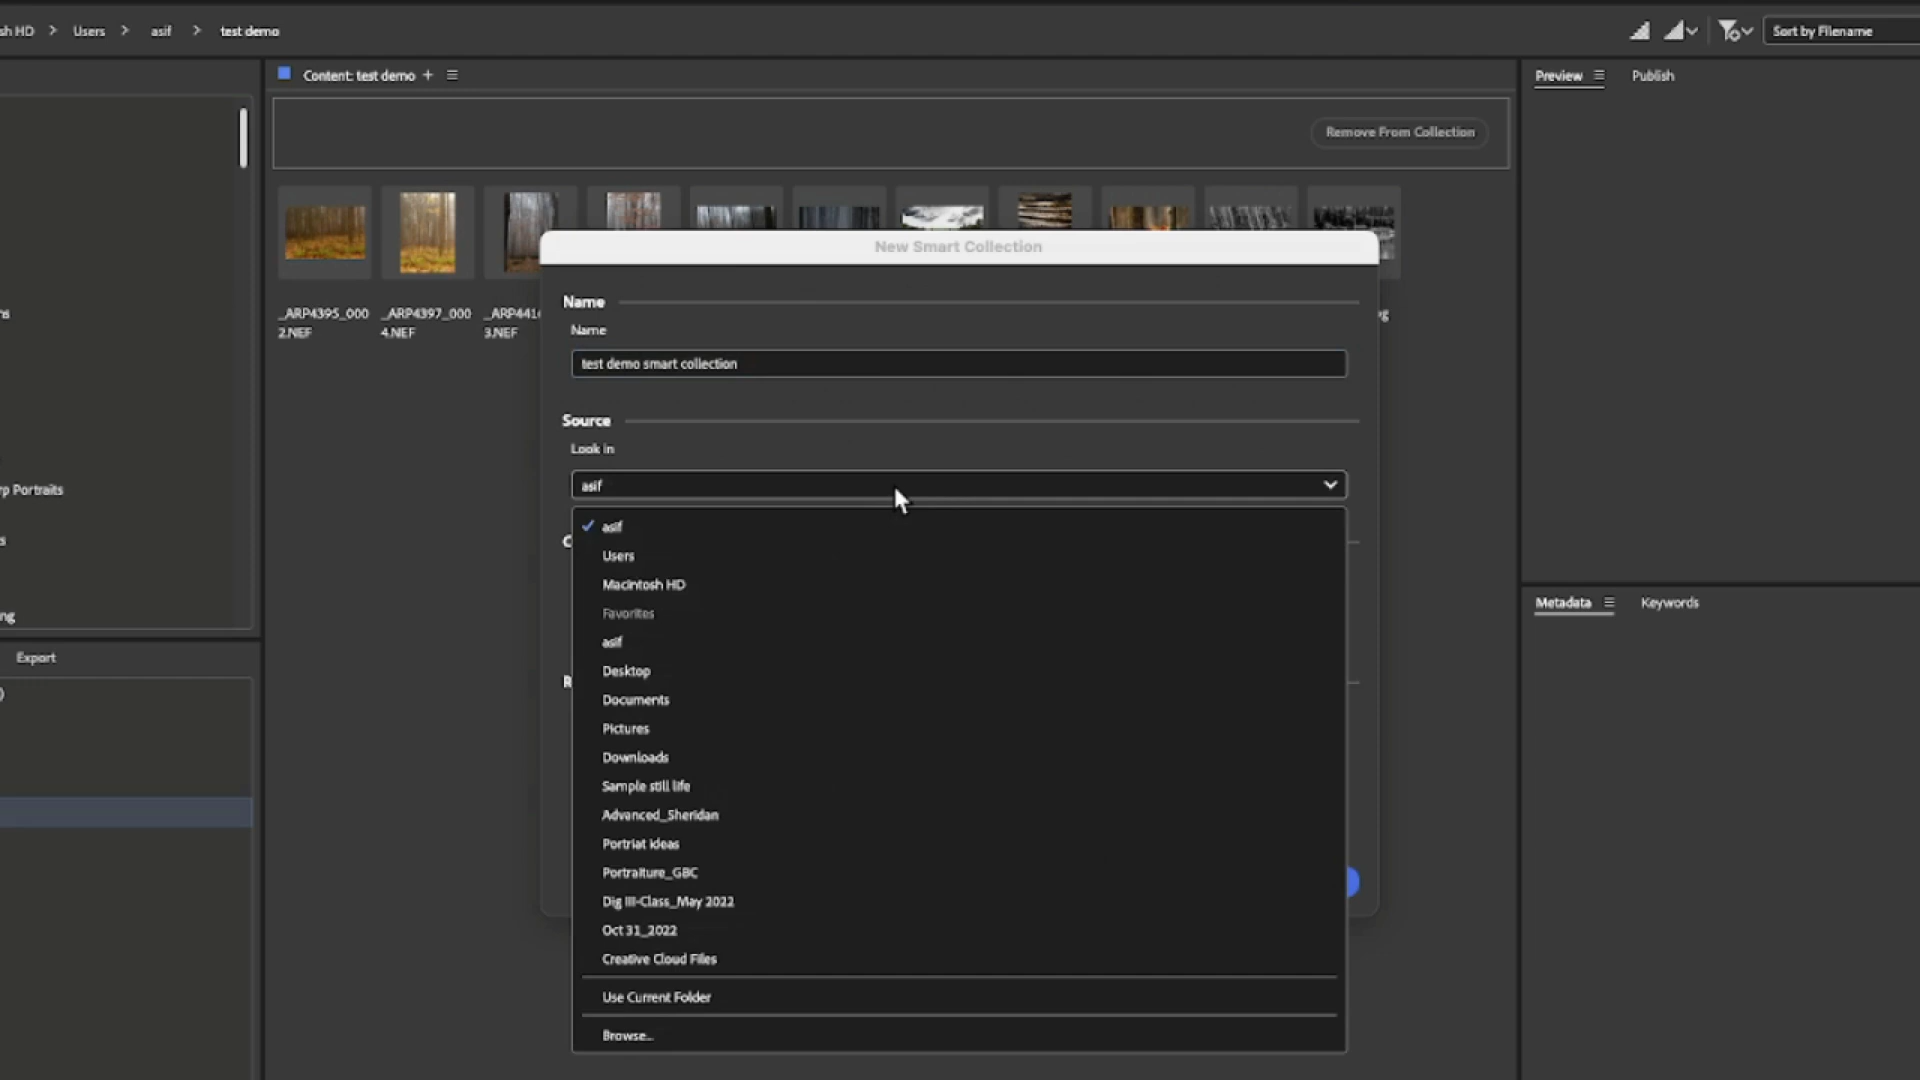 sh HD > Users > asif > test demo
Sort by Filename
Content: test demo +
Preview
Publish
Remove From Collection
_ARP4395_000
2.NEF
_ARP4397_000
4.NEF
_ARP441
3.NEF
New Smart Collection
Name
Name
test demo smart collection
Source
Look in
asif
asif
Users
Macintosh HD
Favorites
asif
Desktop
Documents
Pictures
Downloads
Sample still life
Advanced_Sheridan
Portriat ideas
Portraiture_GBC
Dig III-Class_May 2022
Oct 31_2022
Creative Cloud Files
Use Current Folder
Browse...
rp Portraits
ng
Export
Metadata
Keywords